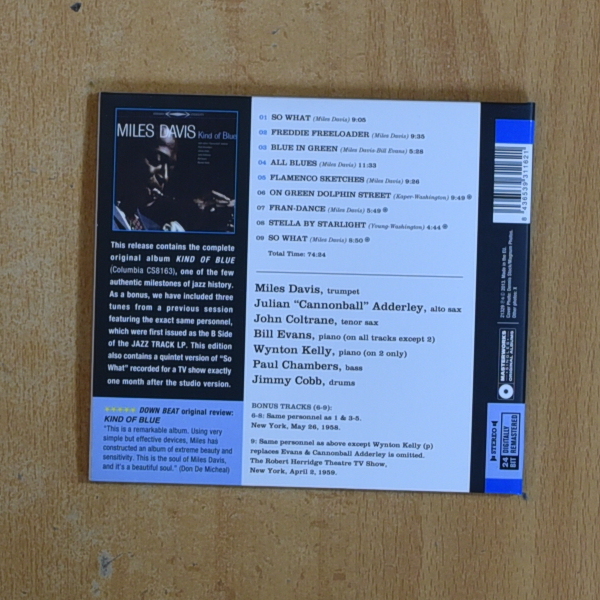 MILES DAVIS Kind of Blue
This release contains the complete
original album KIND OF BLUE
(Columbia CS8163), one of the few
authentic milestones of jazz history.
As a bonus, we have included three
tunes from a previous session
featuring the exact same personnel,
which were first issued as the B Side
of the JAZZ TRACK LP. This edition
also contains a quintet version of "So
What" recorded for a TV show exactly
one month after the studio version.
★★★★★ DOWN BEAT original review:
KIND OF BLUE
"This is a remarkable album. Using very
simple but effective devices, Miles has
constructed an album of extreme beauty and
sensitivity. This is the soul of Miles Davis,
and it's a beautiful soul." (Don De Micheal)
01 SO WHAT (Miles Davis) 9:05
02 FREDDIE FREELOADER (Miles Davis) 9:35
03 BLUE IN GREEN (Miles Davis-Bill Evans) 5:28
04 ALL BLUES (Miles Davis) 11:33
05 FLAMENCO SKETCHES (Miles Davis) 9:26
06 ON GREEN DOLPHIN STREET (Kaper-Washington) 9:49
07 FRAN-DANCE (Miles Davis) 5:49
08 STELLA BY STARLIGHT (Young-Washington) 4:44
09 SO WHAT (Miles Davis) 8:50
Total Time: 74:24
Miles Davis, trumpet
Julian "Cannonball" Adderley, alto sax
John Coltrane, tenor sax
Bill Evans, piano (on all tracks except 2)
Wynton Kelly, piano (on 2 only)
Paul Chambers, bass
Jimmy Cobb, drums
BONUS TRACKS (6-9):
6-8: Same personnel as 1 & 3-5.
New York, May 26, 1958.
9: Same personnel as above except Wynton Kelly (p)
replaces Evans & Cannonball Adderley is omitted.
The Robert Herridge Theatre TV Show,
New York, April 2, 1959.
8 436539 311621
MASTERWORKS
ORIGINAL ALBUMS
STEREO
24 BIT
DIGITALLY
REMASTERED